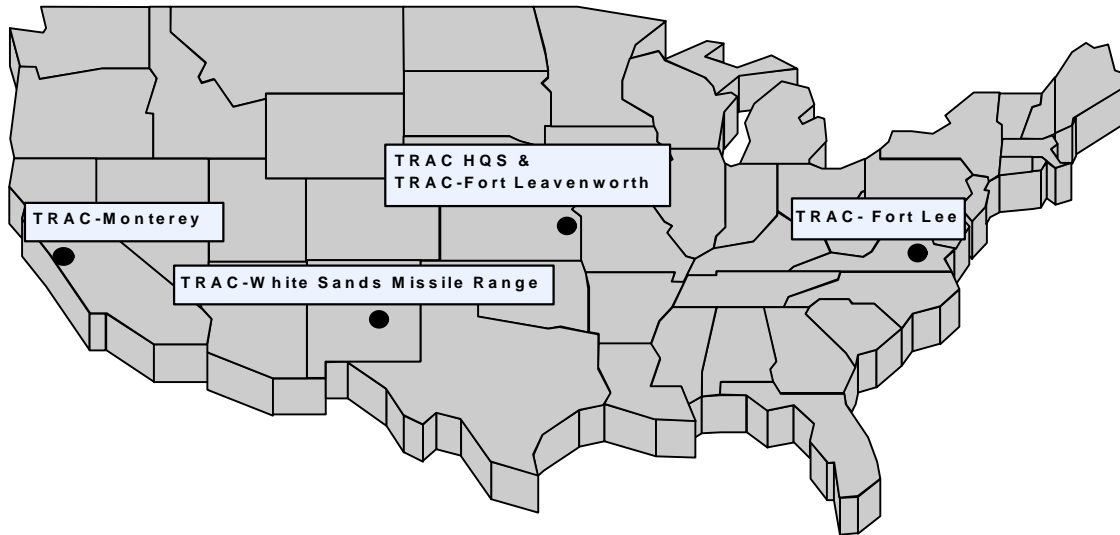 TRAC HQS &
TRAC-Fort Leavenworth
TRAC-Monterey
TRAC- Fort Lee
TRAC-White Sands Missile Range